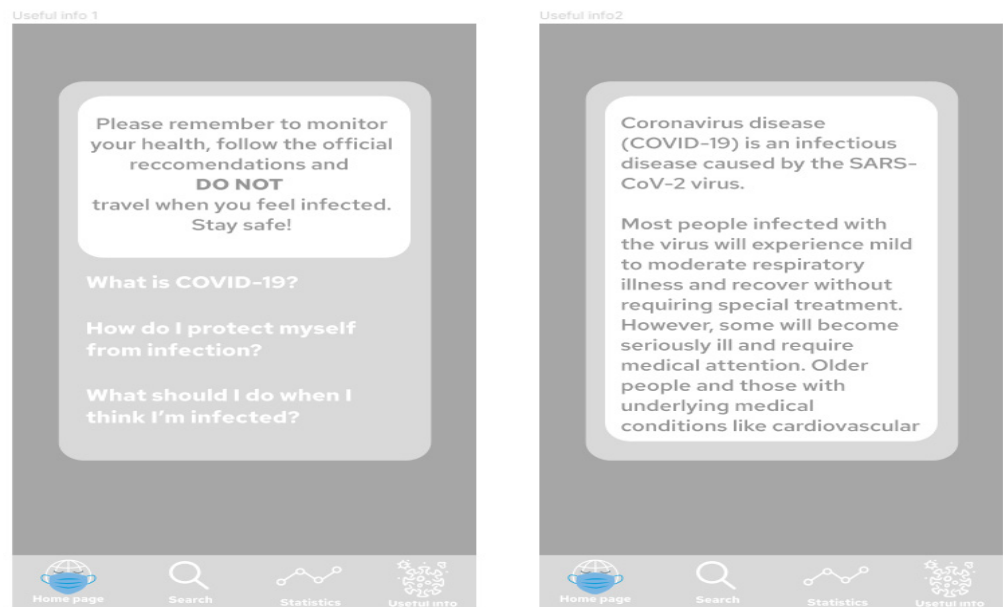 Useful info 1
Please remember to monitor
your health, follow the official
reccomendations and
DO NOT
travel when you feel infected.
Stay safe!
What is COVID-19?
How do I protect myself
from infection?
What should I do when I
think I'm infected?
Home page
Search
Statistics
Useful info
Useful info2
Coronavirus disease
(COVID-19) is an infectious
disease caused by the SARS-
CoV-2 virus.
Most people infected with
the virus will experience mild
to moderate respiratory
illness and recover without
requiring special treatment.
However, some will become
seriously ill and require
medical attention. Older
people and those with
underlying medical
conditions like cardiovascular
Home page
Search
Statistics
Useful info